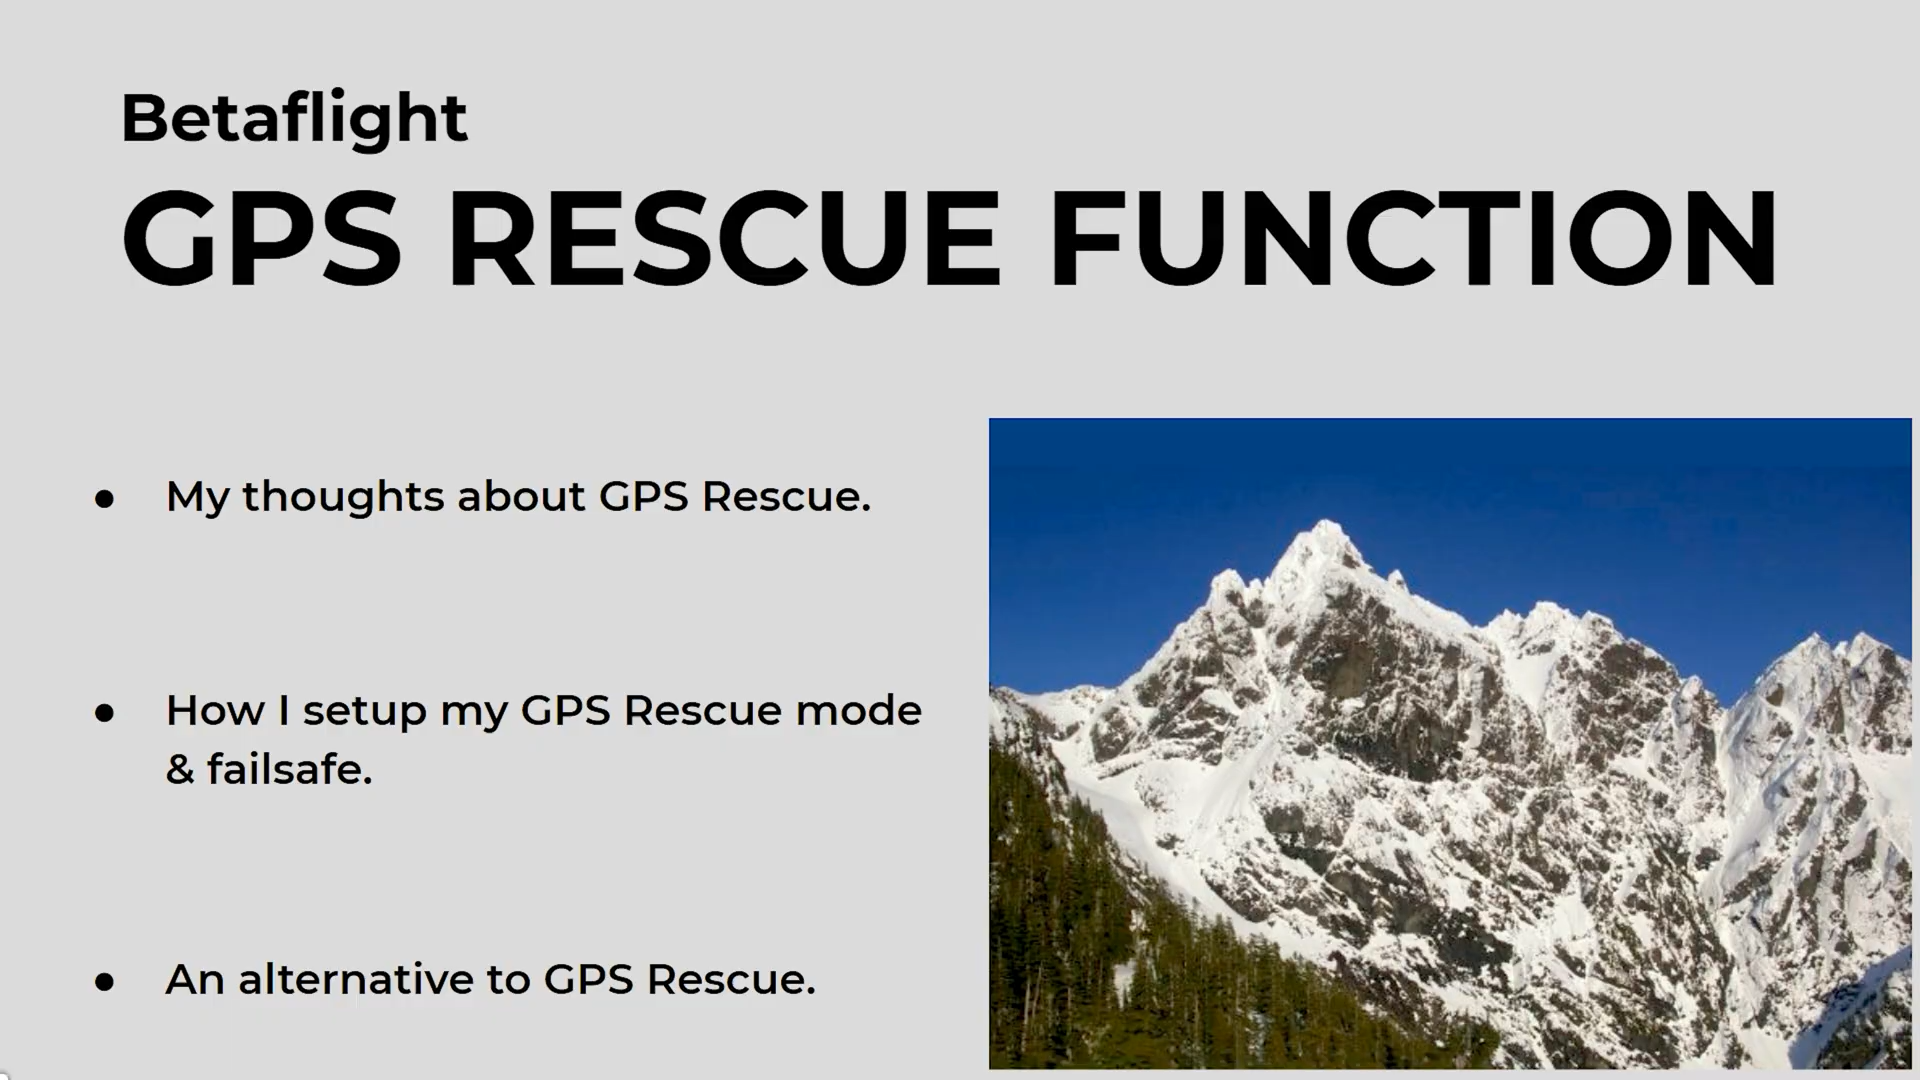 Betaflight
GPS RESCUE FUNCTION
● My thoughts about GPS Rescue.
● How I setup my GPS Rescue mode
& failsafe.
● An alternative to GPS Rescue.